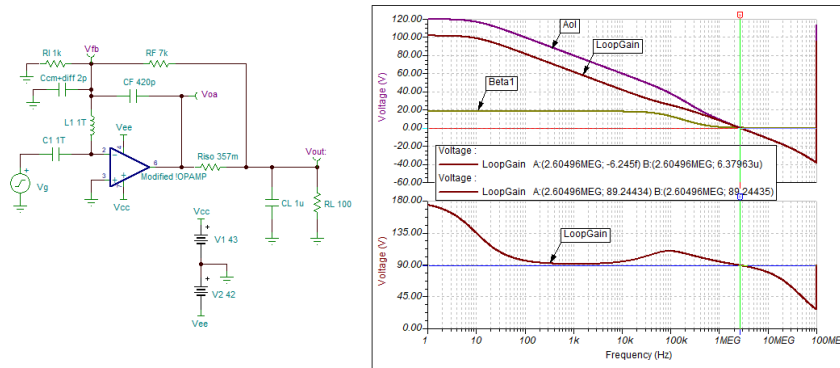 RI 1k
Vfb
RF 7k
Ccm+diff 2p
CF 420p
Voa
L1 1T
Vee
C1 1T
2
4
6
3
7
Riso 357m
Vout:
Modified !OPAMP
Vg
Vcc
CL 1u
RL 100
Vcc
V1 43
V2 42
Vee
120.00
100.00
80.00
60.00
40.00
20.00
0.00
-20.00
-40.00
-60.00
Voltage (V)
Aol
LoopGain
Beta1
Voltage :
LoopGain A:(2.60496MEG; -6.245f) B:(2.60496MEG; 6.37963u)
Voltage :
LoopGain A:(2.60496MEG; 89.24434) B:(2.60496MEG; 89.24435)
180.00
135.00
90.00
45.00
0.00
Voltage (V)
LoopGain
1 10 100 1k 10k 100k 1MEG 10MEG 100MEG
Frequency (Hz)